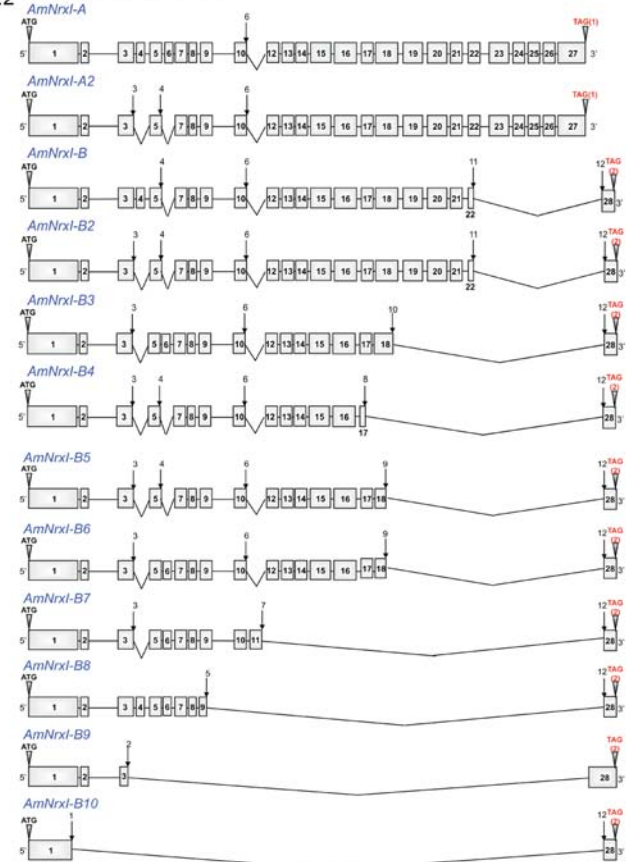 .2
AmNrxI-A
ATG 6 TAG(1)
5' 1 2 3 4 5 6 7 8 9 10 12 13 14 15 16 17 18 19 20 21 22 23 24 25 26 27 3'
AmNrxI-A2
ATG 3 4 6 TAG(1)
5' 1 2 3 5 7 8 9 10 12 13 14 15 16 17 18 19 20 21 22 23 24 25 26 27 3'
AmNrxI-B
ATG 4 6 11 12 TAG (2)
5' 1 2 3 4 5 7 8 9 10 12 13 14 15 16 17 18 19 20 21 22 28 3'
AmNrxI-B2
ATG 3 4 6 11 12 TAG (2)
5' 1 2 3 5 7 8 9 10 12 13 14 15 16 17 18 19 20 21 22 28 3'
AmNrxI-B3
ATG 3 6 10 12 TAG (2)
5' 1 2 3 5 6 7 8 9 10 12 13 14 15 16 17 18 28 3'
AmNrxI-B4
ATG 3 4 6 8 12 TAG (2)
5' 1 2 3 5 7 8 9 10 12 13 14 15 16 17 28 3'
AmNrxI-B5
ATG 3 4 6 9 12 TAG (2)
5' 1 2 3 5 7 8 9 10 12 13 14 15 16 17 18 28 3'
AmNrxI-B6
ATG 3 6 9 12 TAG (2)
5' 1 2 3 5 6 7 8 9 10 12 13 14 15 16 17 18 28 3'
AmNrxI-B7
ATG 3 7 12 TAG (2)
5' 1 2 3 5 6 7 8 9 10 11 28 3'
AmNrxI-B8
ATG 5 12 TAG (2)
5' 1 2 3 4 5 6 7 8 9 28 3'
AmNrxI-B9
ATG 2 TAG (2)
5' 1 2 3 28 3'
AmNrxI-B10
ATG 1 12 TAG (2)
5' 1 28 3'